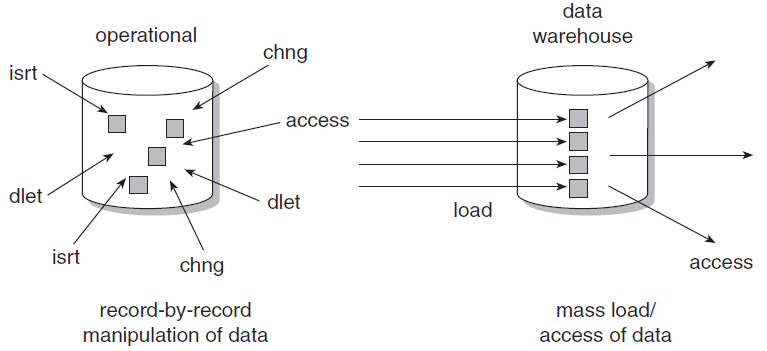 operational
isrt
chng
access
dlet
dlet
isrt
chng
record-by-record
manipulation of data
data
warehouse
load
access
mass load/
access of data